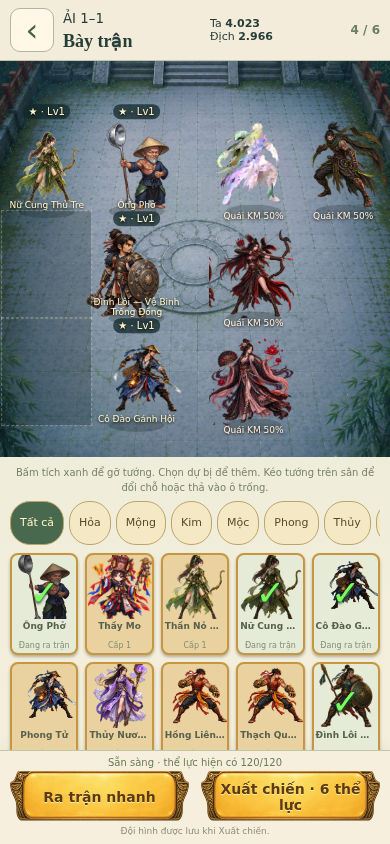 ẢI 1–1
Bày trận
Ta 4.023
Địch 2.966
4 / 6
★ · Lv1
★ · Lv1
Nữ Cung Thủ Tre
Ông Phở
Quái KM 50%
Quái KM 50%
★ · Lv1
Đinh Lôi — Vệ Binh
Trống Đồng
Quái KM 50%
★ · Lv1
Cô Đào Gánh Hội
Quái KM 50%
Bấm tích xanh để gỡ tướng. Chọn dự bị để thêm. Kéo tướng trên sân để
đổi chỗ hoặc thả vào ô trống.
Tất cả
Hỏa
Mộng
Kim
Mộc
Phong
Thủy
Ông Phở
Thầy Mo
Thần Nỏ ...
Nữ Cung ...
Cô Đào G...
Đang ra trận
Cấp 1
Cấp 1
Đang ra trận
Đang ra trận
Phong Tử
Thủy Nươ...
Hồng Liên...
Thạch Qu...
Đinh Lôi ...
Sẵn sàng · thể lực hiện có 120/120
Ra trận nhanh
Xuất chiến · 6 thể
lực
Đội hình được lưu khi Xuất chiến.